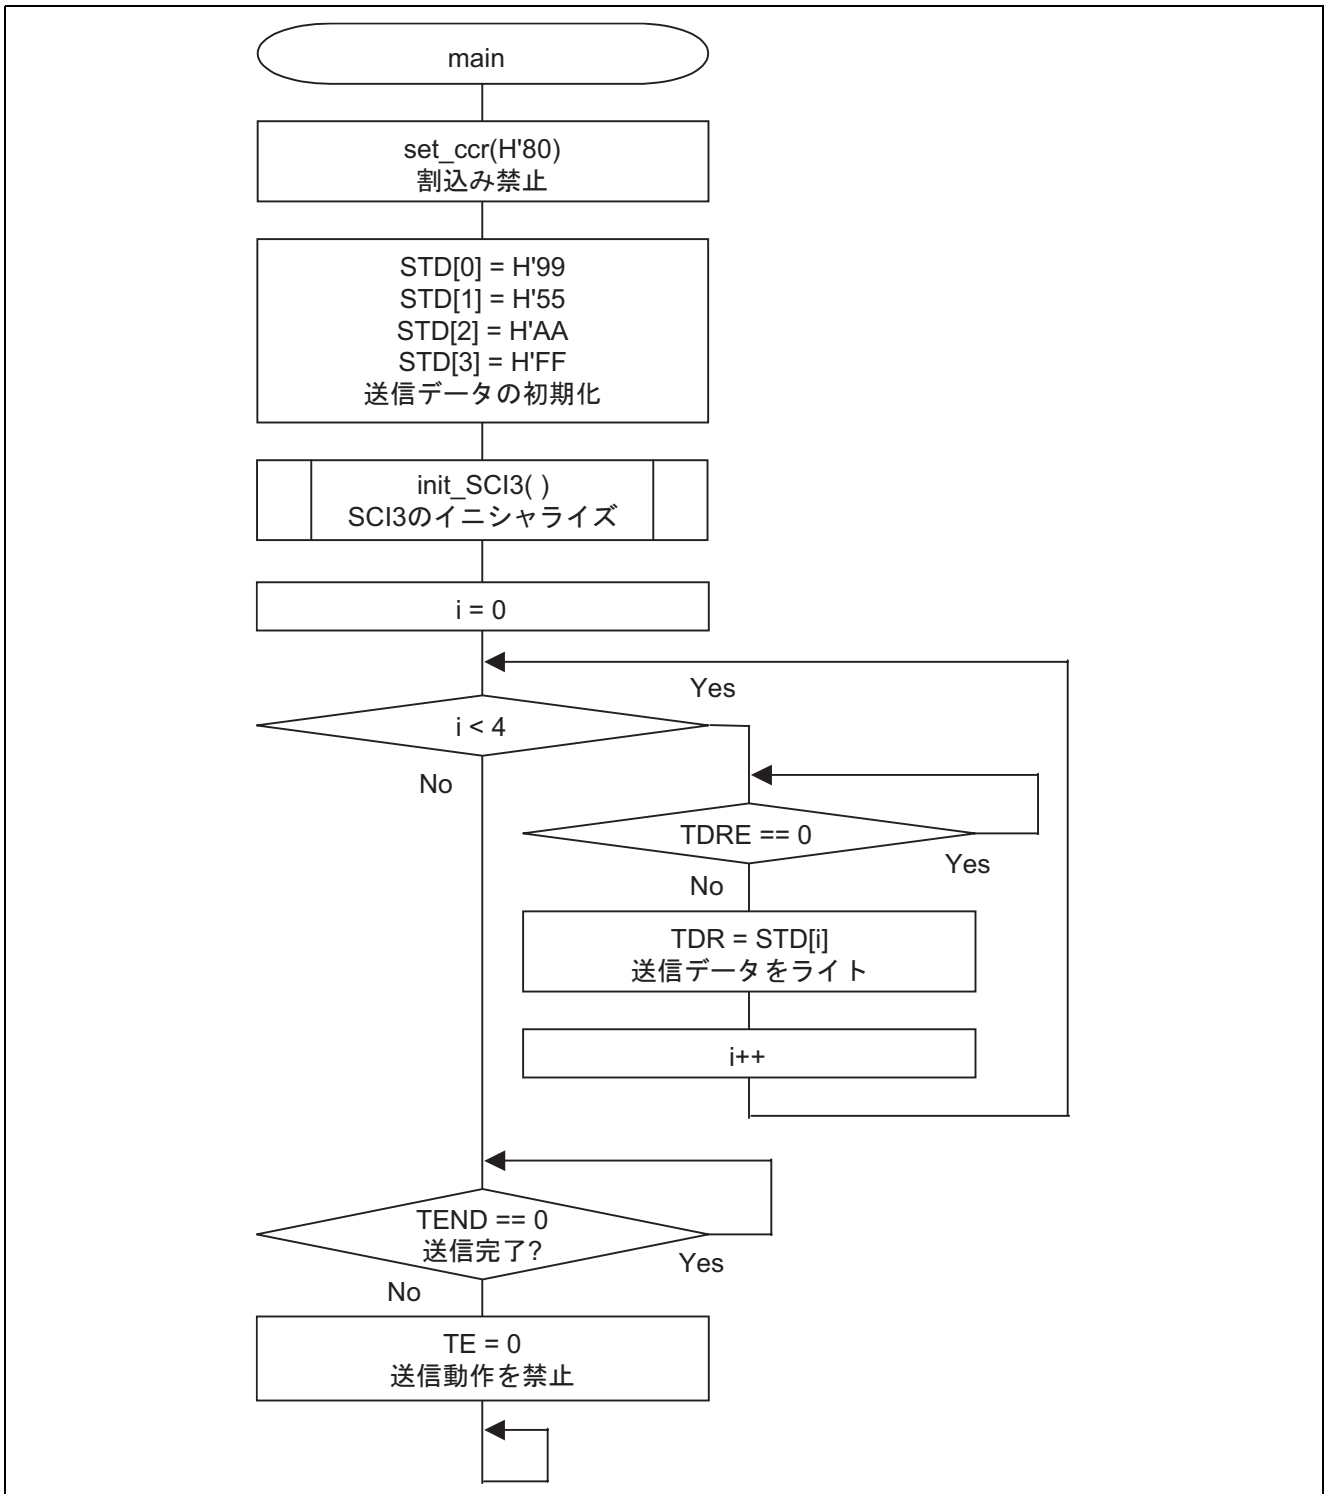 main
set_ccr(H'80)
割込み禁止
STD[0] = H'99
STD[1] = H'55
STD[2] = H'AA
STD[3] = H'FF
送信データの初期化
init_SCI3( )
SCI3のイニシャライズ
i = 0
Yes
i < 4
No
TDRE == 0
Yes
No
TDR = STD[i]
送信データをライト
i++
TEND == 0
送信完了?
Yes
No
TE = 0
送信動作を禁止